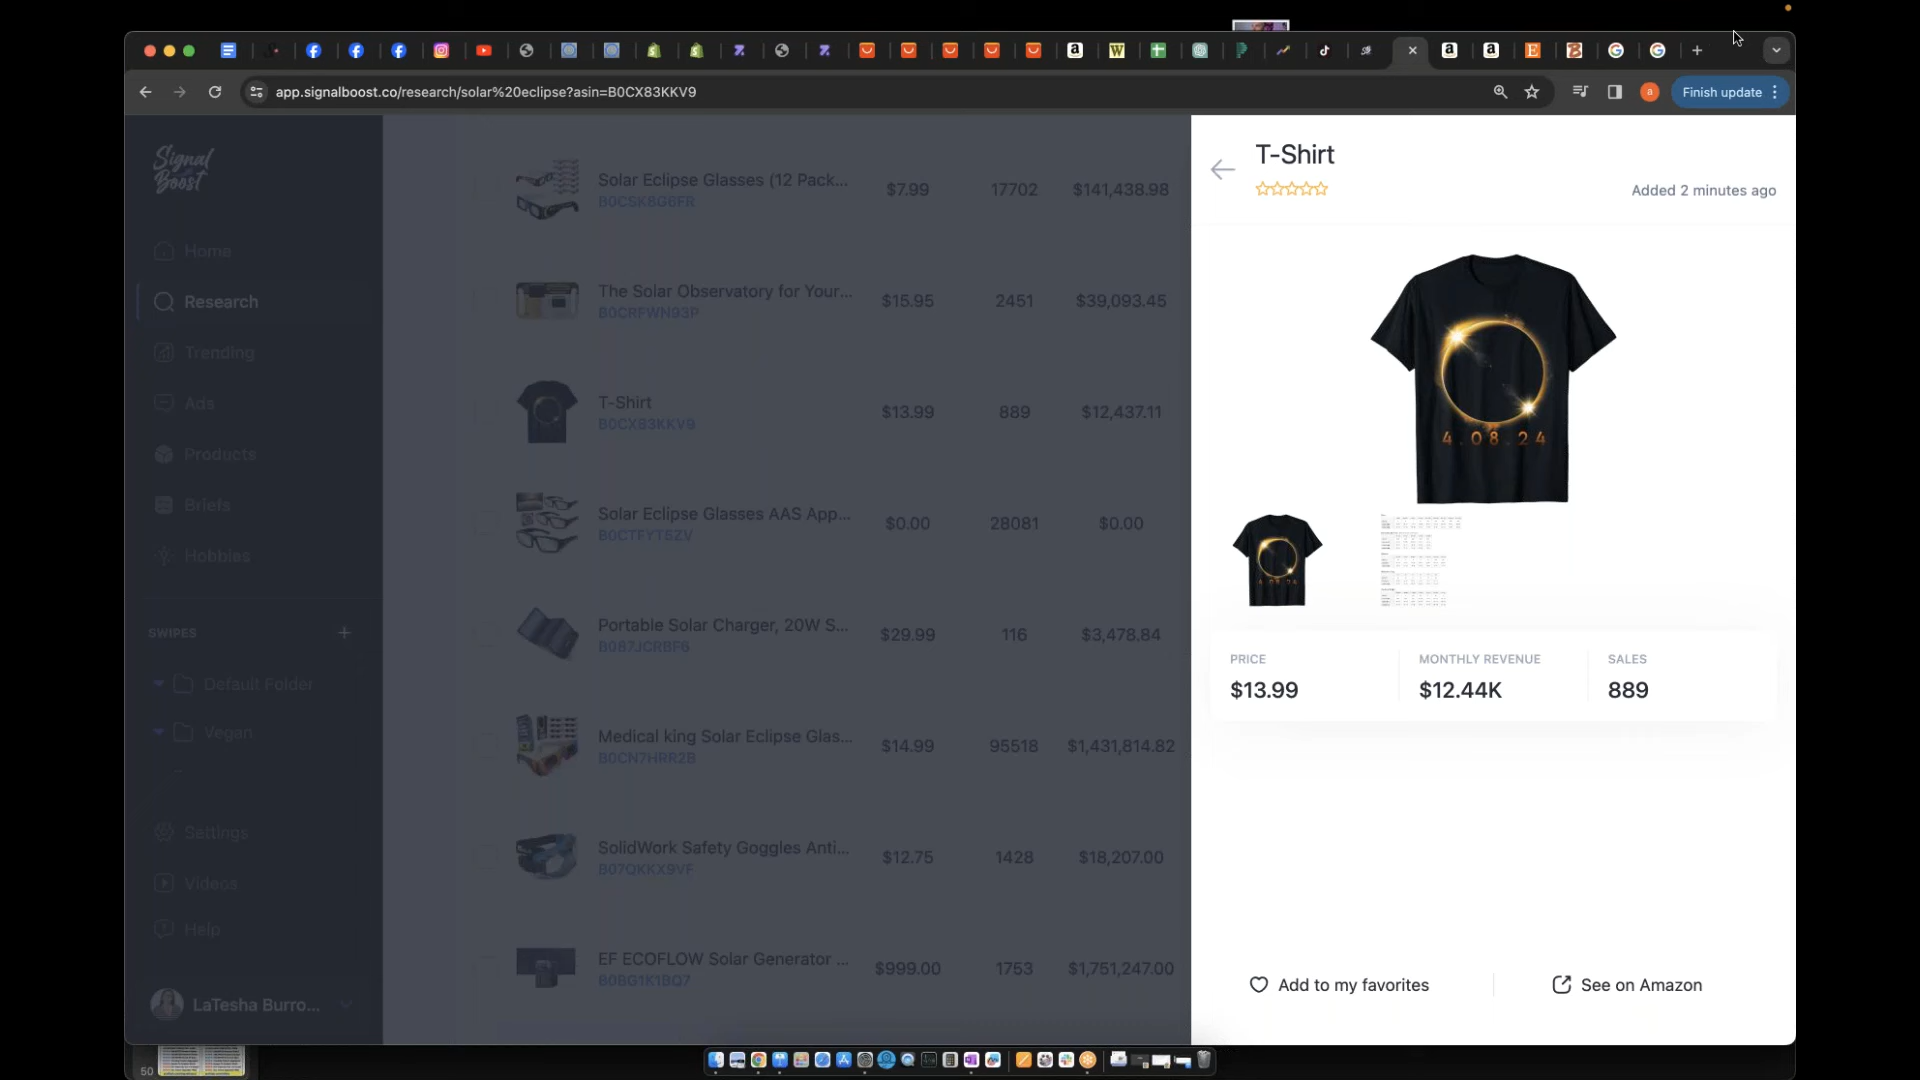 app.signalboost.co/research/solar%20eclipse?asin=B0CX83KKV9
Finish update
Signal
Boost
Home
Research
Trending
Ads
Products
Briefs
Hobbies
SWIPES
Default Folder
Vegan
Settings
Videos
Help
LaTesha Burro...
Solar Eclipse Glasses (12 Pack... $7.99 17702 $141,438.98
B0CSK8G6FR
The Solar Observatory for Your... $15.95 2451 $39,093.45
B0CRFWN93P
T-Shirt $13.99 889 $12,437.11
B0CX83KKV9
Solar Eclipse Glasses AAS App... $0.00 28081 $0.00
B0CTFYT5ZV
Portable Solar Charger, 20W S... $29.99 116 $3,478.84
B087JCRBF6
Medical king Solar Eclipse Glas... $14.99 95518 $1,431,814.82
B0CN7HRR2B
SolidWork Safety Goggles Anti... $12.75 1428 $18,207.00
B07QKKX9VF
EF ECOFLOW Solar Generator ... $999.00 1753 $1,751,247.00
B0BG1K1BQ7
T-Shirt
Added 2 minutes ago
4.08.24
PRICE
$13.99
MONTHLY REVENUE
$12.44K
SALES
889
Add to my favorites
See on Amazon
50